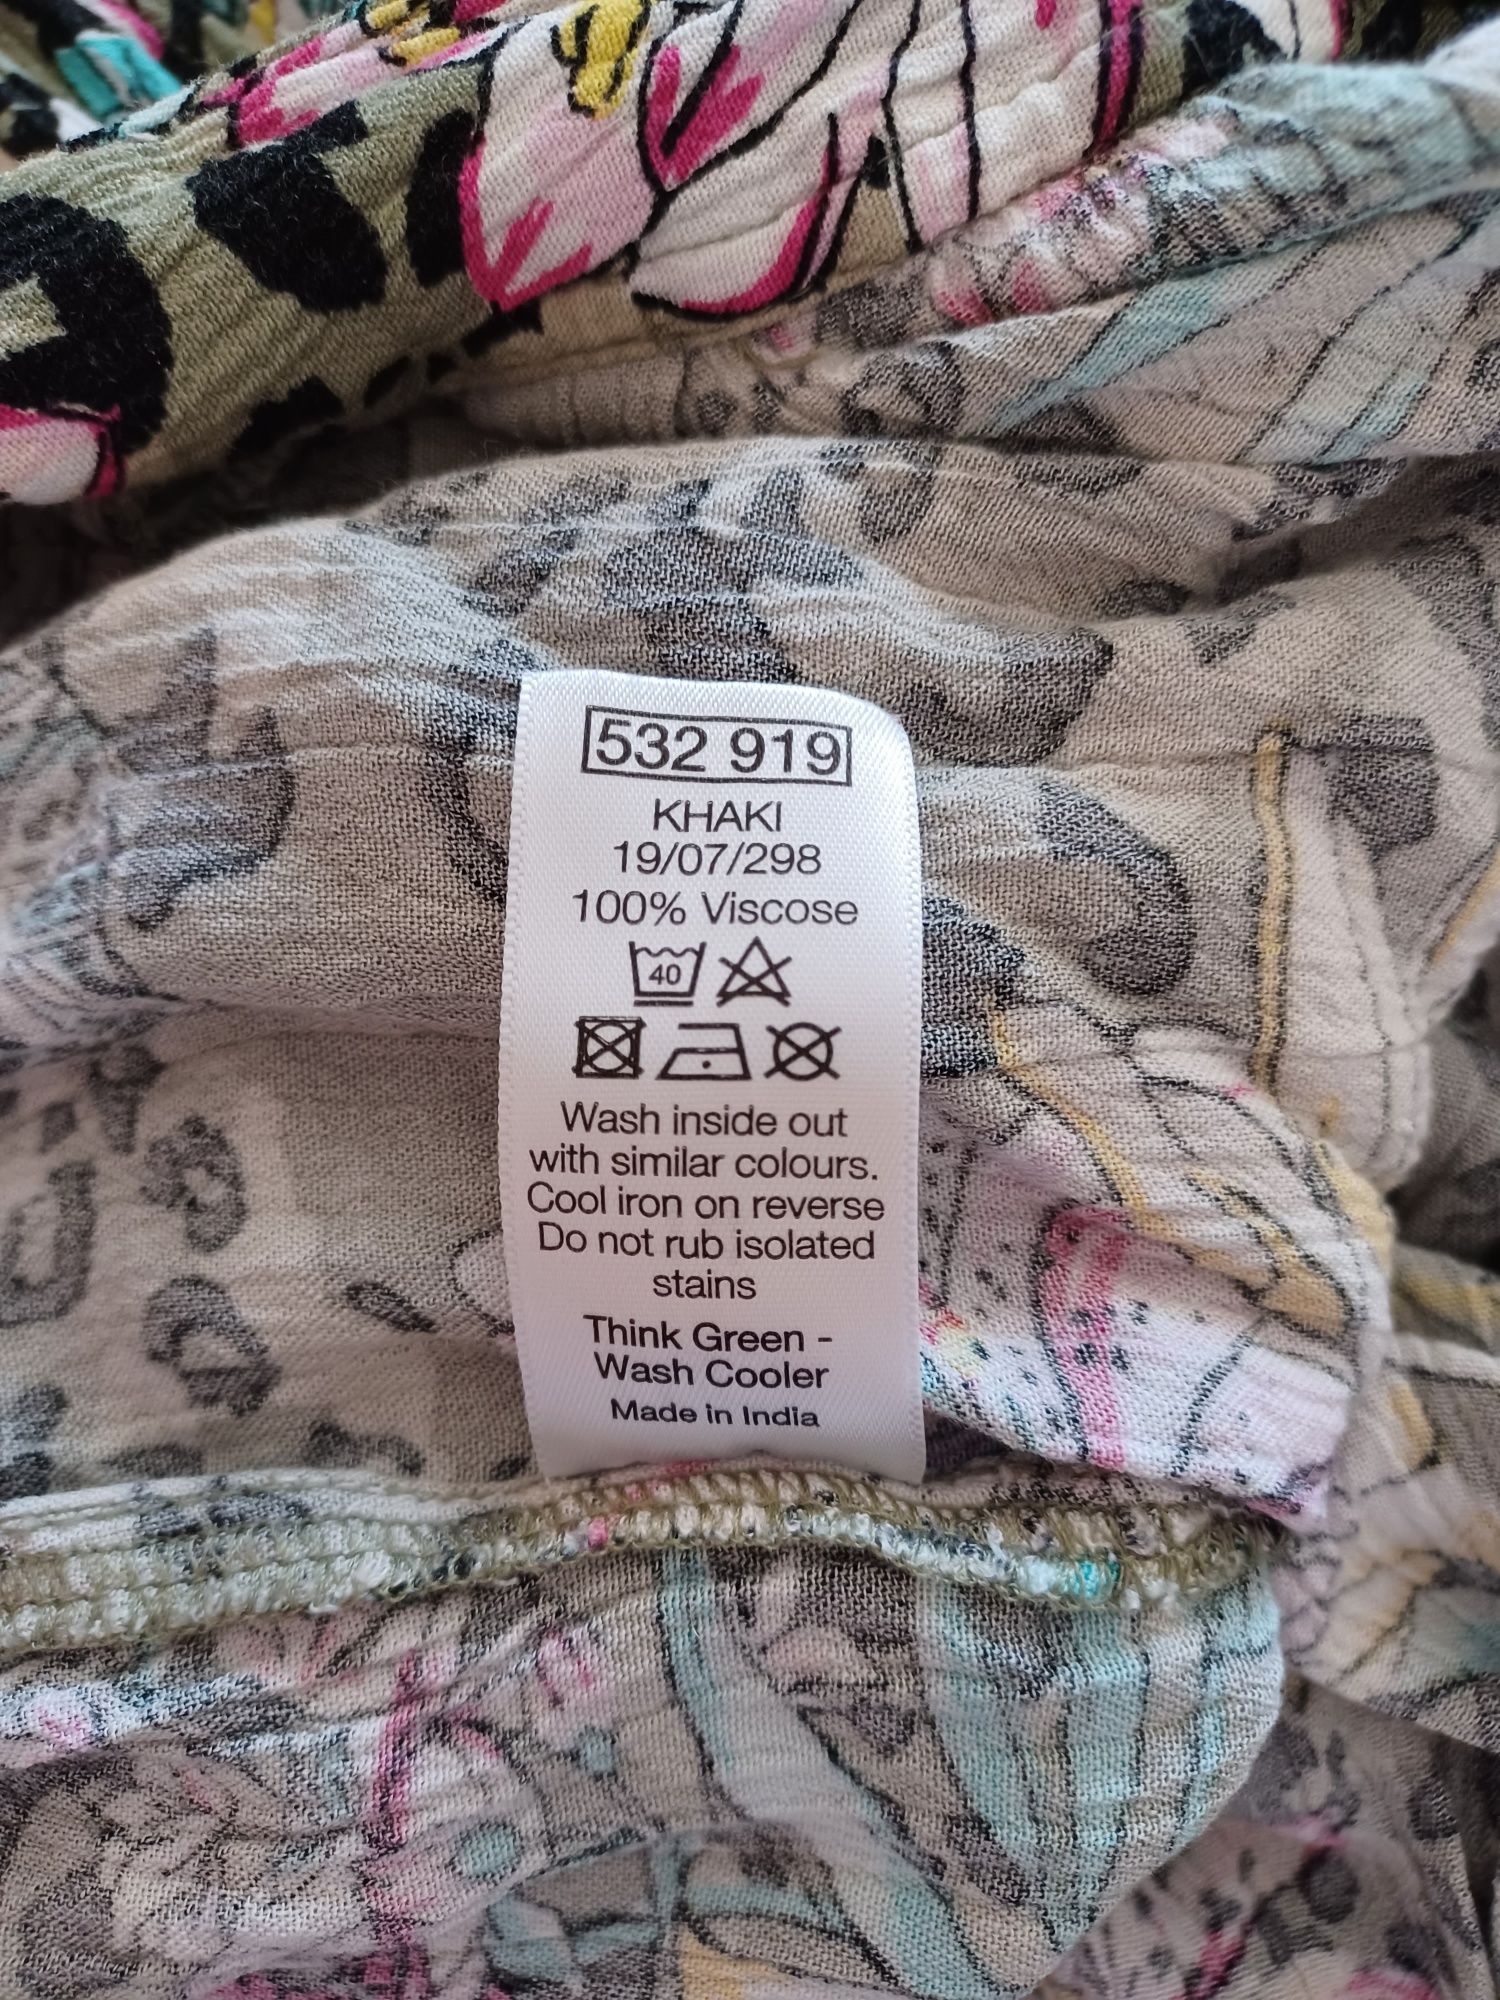 532 919
KHAKI
19/07/298
100% Viscose
40
Wash inside out
with similar colours.
Cool iron on reverse
Do not rub isolated
stains
Think Green -
Wash Cooler
Made in India